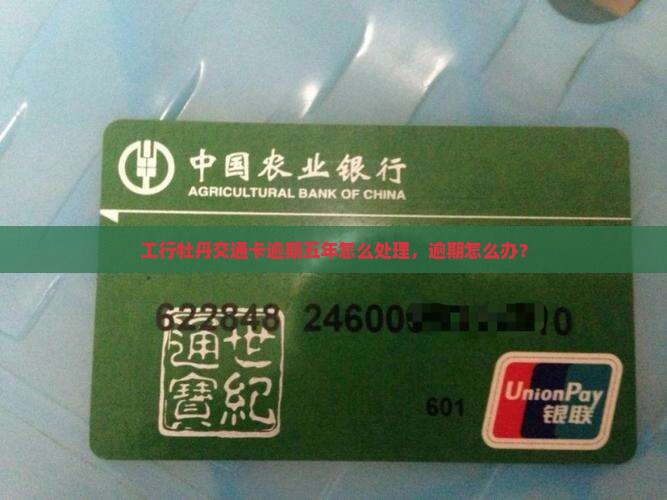 中国农业银行
AGRICULTURAL BANK OF CHINA
工行牡丹交通卡逾期五年怎么处理，逾期怎么办？
622848 24600
0
世纪
通寶
601
UnionPay
银联